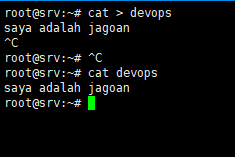 root@srv:~# cat > devops
saya adalah jagoan
^C
root@srv:~# ^C
root@srv:~# cat devops
saya adalah jagoan
root@srv:~#